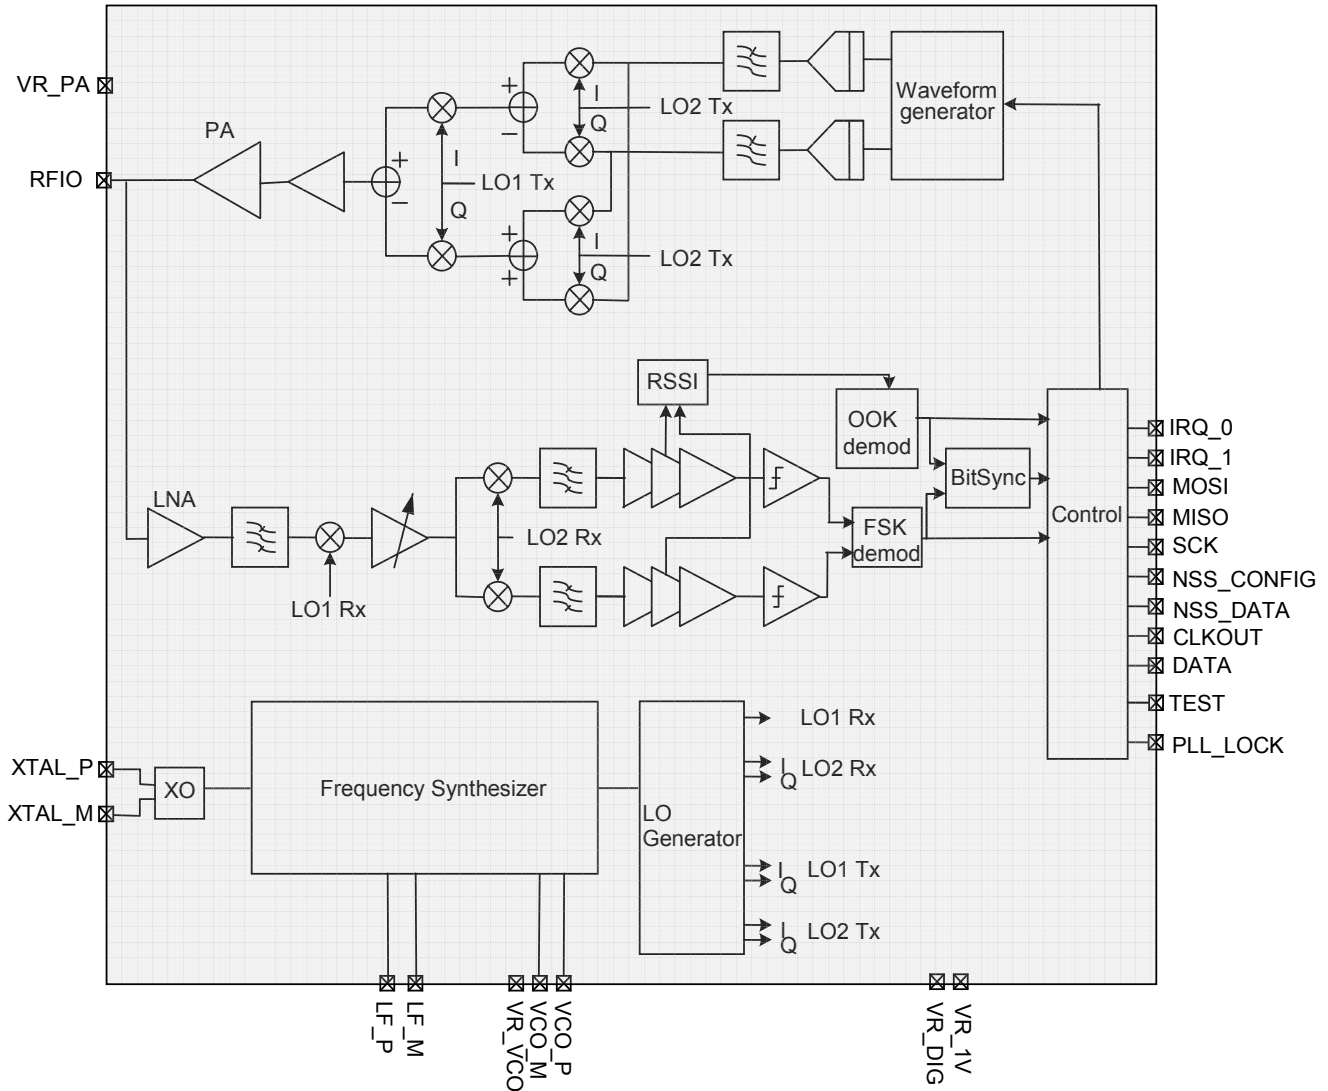 VR_PA
PA
RFIO
+
−
I
LO1 Tx
Q
+
−
I
LO2 Tx
Q
+
+
I
LO2 Tx
Q
Waveform
generator
RSSI
OOK
demod
BitSync
Control
FSK
demod
LNA
LO1 Rx
LO2 Rx
IRQ_0
IRQ_1
MOSI
MISO
SCK
NSS_CONFIG
NSS_DATA
CLKOUT
DATA
TEST
PLL_LOCK
XTAL_P
XTAL_M
XO
Frequency Synthesizer
LO
Generator
LO1 Rx
I
Q
LO2 Rx
I
Q
LO1 Tx
I
Q
LO2 Tx
LF_P
LF_M
VR_VCO
VCO_M
VCO_P
VR_DIG
VR_1V